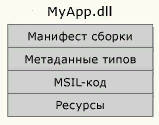 MyApp.dll
Манифест сборки
Метаданные типов
MSIL-код
Ресурсы